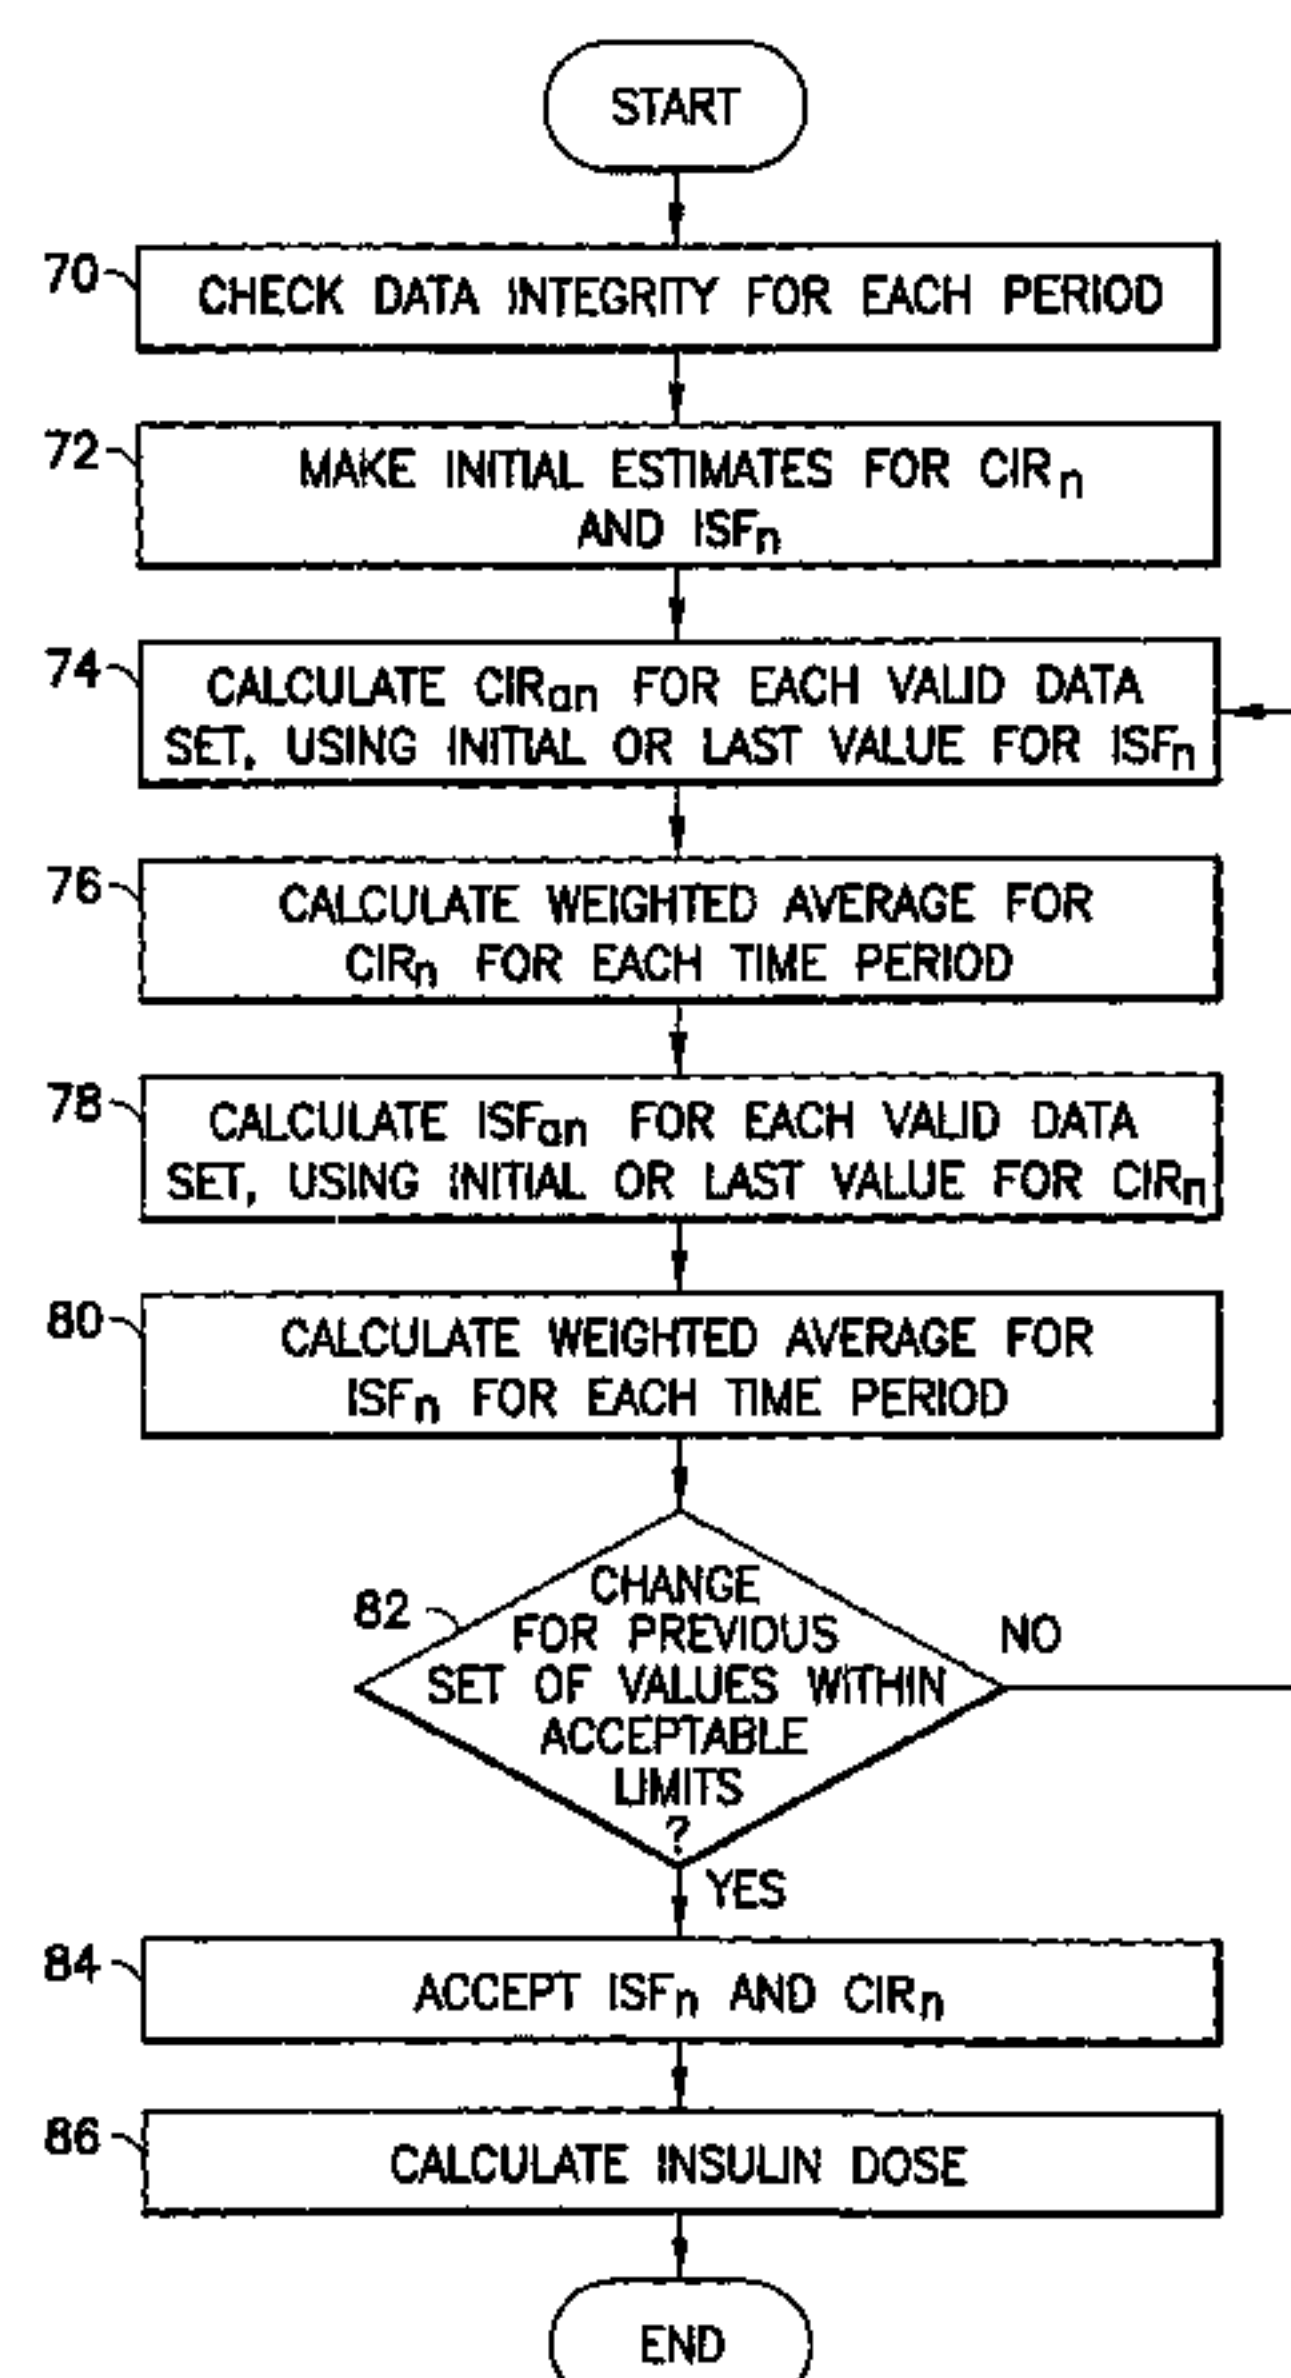 START
70
CHECK DATA INTEGRITY FOR EACH PERIOD
72
MAKE INITIAL ESTIMATES FOR CIRn
AND ISFn
74
CALCULATE CIRan FOR EACH VALID DATA
SET, USING INITIAL OR LAST VALUE FOR ISFn
76
CALCULATE WEIGHTED AVERAGE FOR
CIRn FOR EACH TIME PERIOD
78
CALCULATE ISFan FOR EACH VALID DATA
SET, USING INITIAL OR LAST VALUE FOR CIRn
80
CALCULATE WEIGHTED AVERAGE FOR
ISFn FOR EACH TIME PERIOD
82
CHANGE
FOR PREVIOUS
SET OF VALUES WITHIN
ACCEPTABLE
LIMITS
?
NO
YES
84
ACCEPT ISFn AND CIRn
86
CALCULATE INSULIN DOSE
END